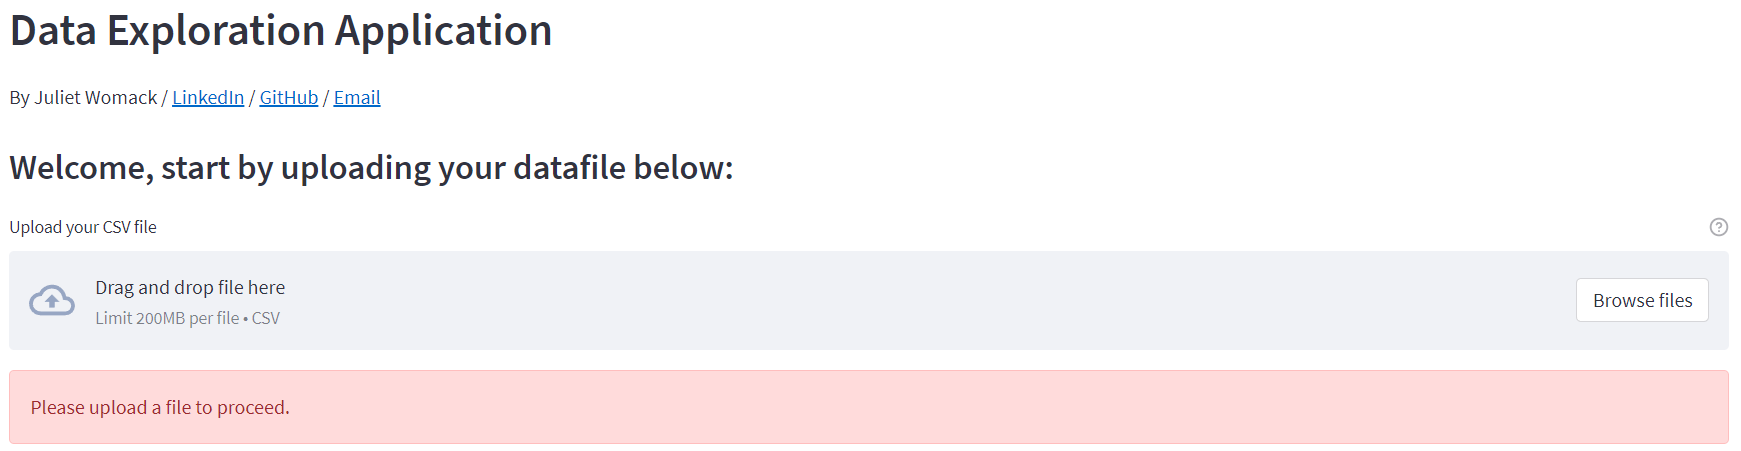 Data Exploration Application
By Juliet Womack / LinkedIn / GitHub / Email
Welcome, start by uploading your datafile below:
Upload your CSV file
?
Drag and drop file here
Limit 200MB per file • CSV
Browse files
Please upload a file to proceed.